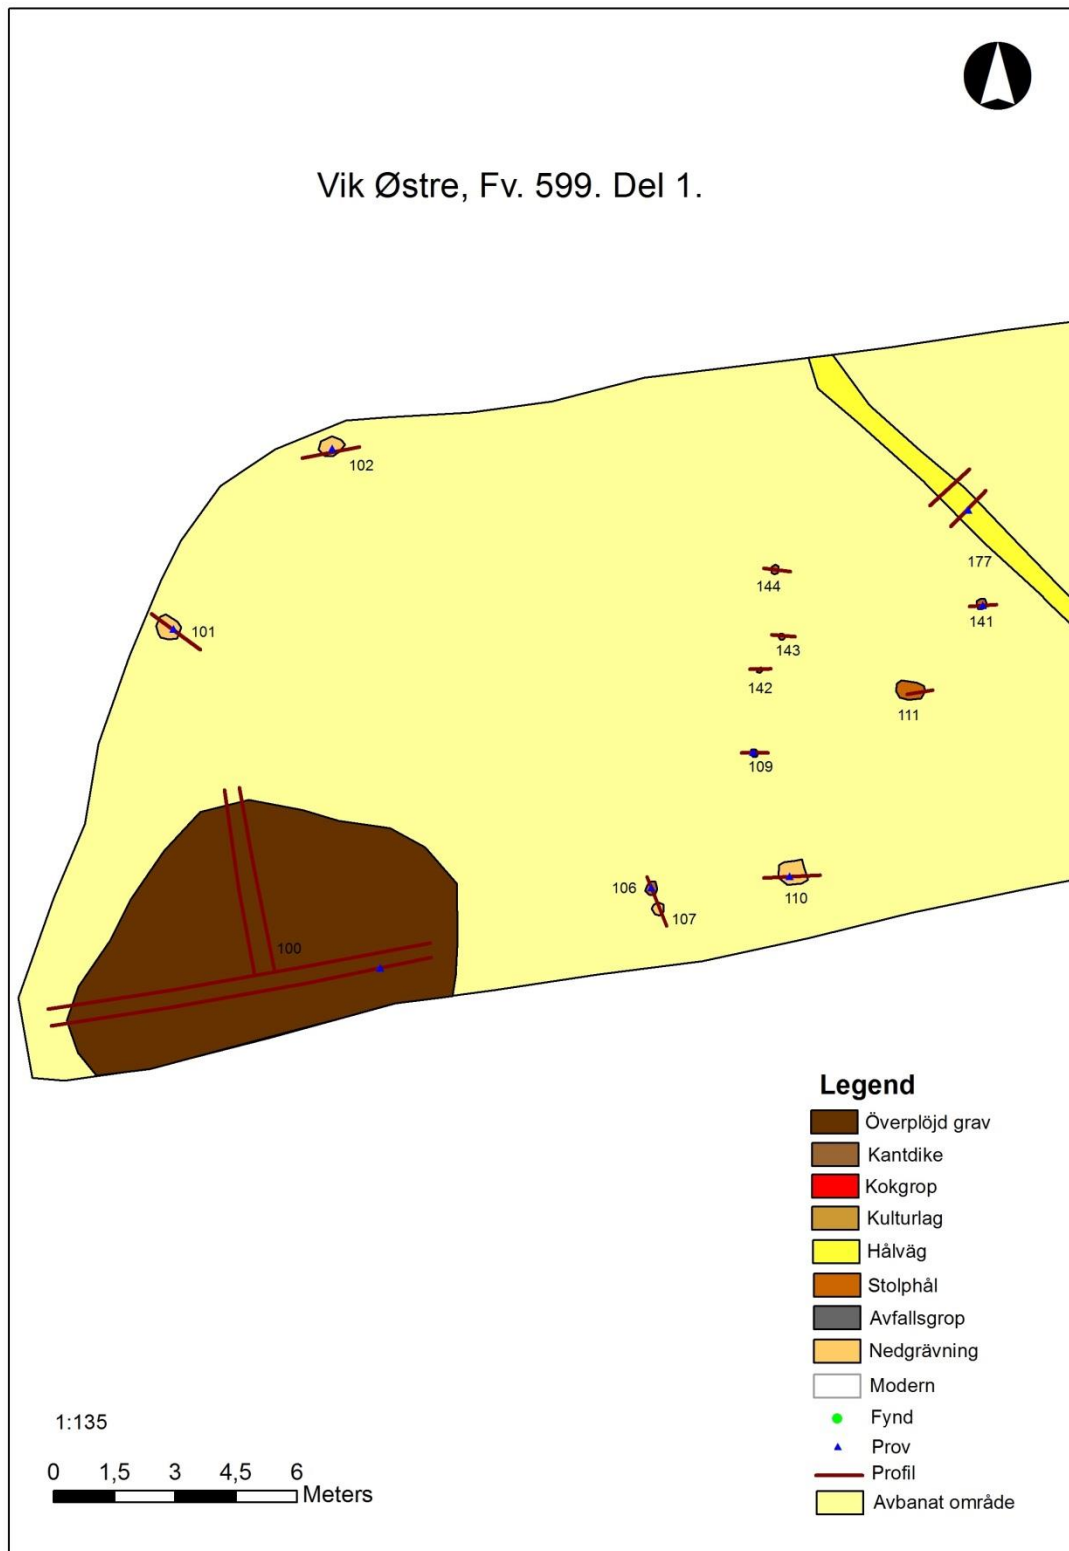 Vik Østre, Fv. 599. Del 1.
102
177
144
101
141
143
142
111
109
106
110
107
100
Legend
Överplöjd grav
Kantdike
Kokgrop
Kulturlag
Hålväg
Stolphål
Avfallsgrop
Nedgrävning
Modern
Fynd
Prov
Profil
Avbanat område
1:135
0 1,5 3 4,5 6
Meters